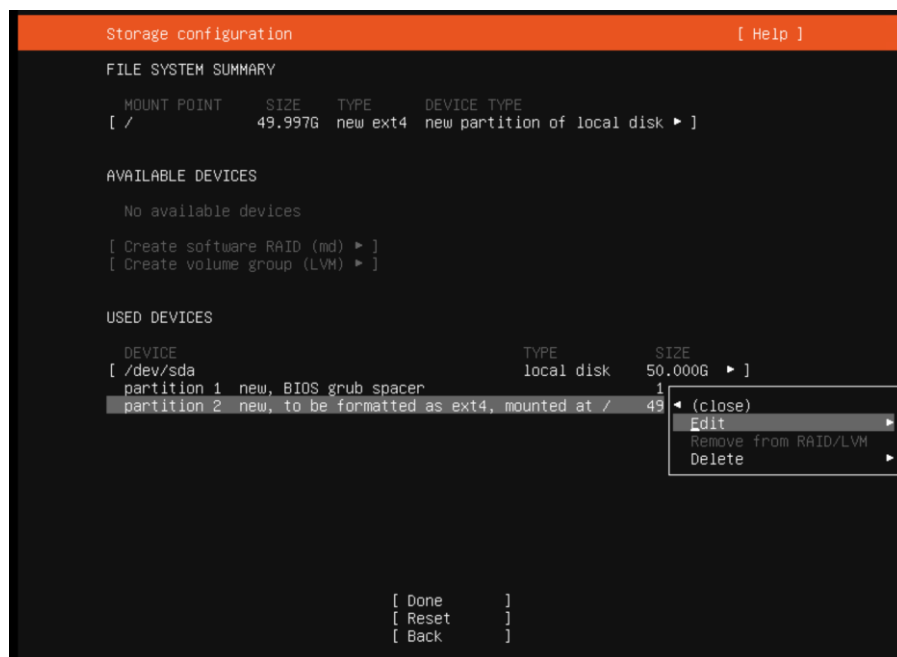 Storage configuration [ Help ]
FILE SYSTEM SUMMARY
MOUNT POINT SIZE TYPE DEVICE TYPE
[ / 49.997G new ext4 new partition of local disk ▸ ]
AVAILABLE DEVICES
No available devices
[ Create software RAID (md) ▸ ]
[ Create volume group (LVM) ▸ ]
USED DEVICES
DEVICE TYPE SIZE
[ /dev/sda local disk 50.000G ▸ ]
partition 1 new, BIOS grub spacer 1
partition 2 new, to be formatted as ext4, mounted at / 49
◂ (close)
Edit ▸
Remove from RAID/LVM
Delete ▸
[ Done ]
[ Reset ]
[ Back ]